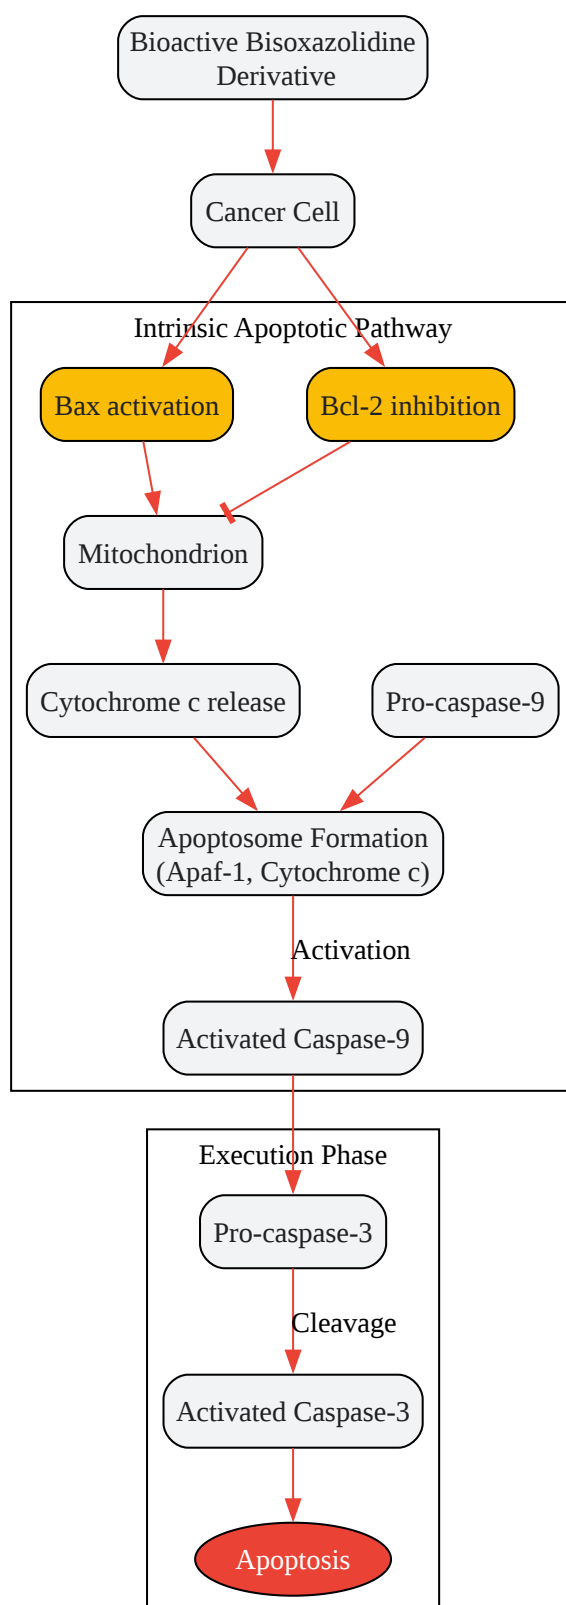 Bioactive Bisoxazolidine
Derivative
Cancer Cell
Intrinsic Apoptotic Pathway
Bax activation
Bcl-2 inhibition
Mitochondrion
Cytochrome c release
Pro-caspase-9
Apoptosome Formation
(Apaf-1, Cytochrome c)
Activation
Activated Caspase-9
Execution Phase
Pro-caspase-3
Cleavage
Activated Caspase-3
Apoptosis